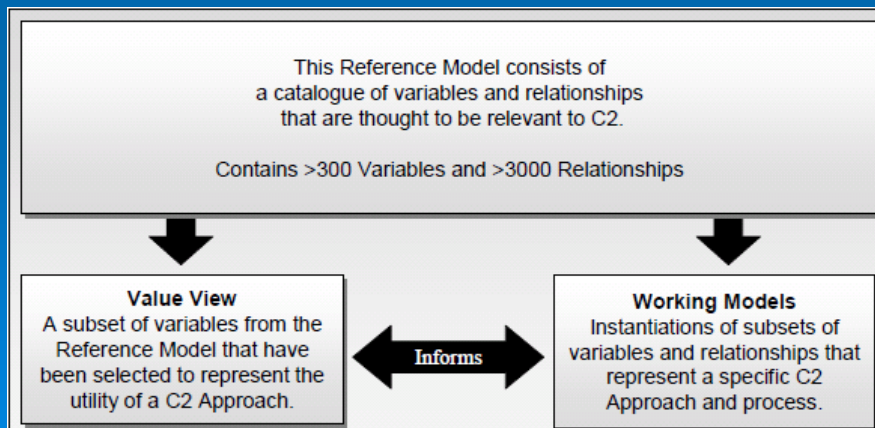 This Reference Model consists of
a catalogue of variables and relationships
that are thought to be relevant to C2.
Contains >300 Variables and >3000 Relationships
Value View
A subset of variables from the
Reference Model that have
been selected to represent the
utility of a C2 Approach.
Informs
Working Models
Instantiations of subsets of
variables and relationships that
represent a specific C2
Approach and process.